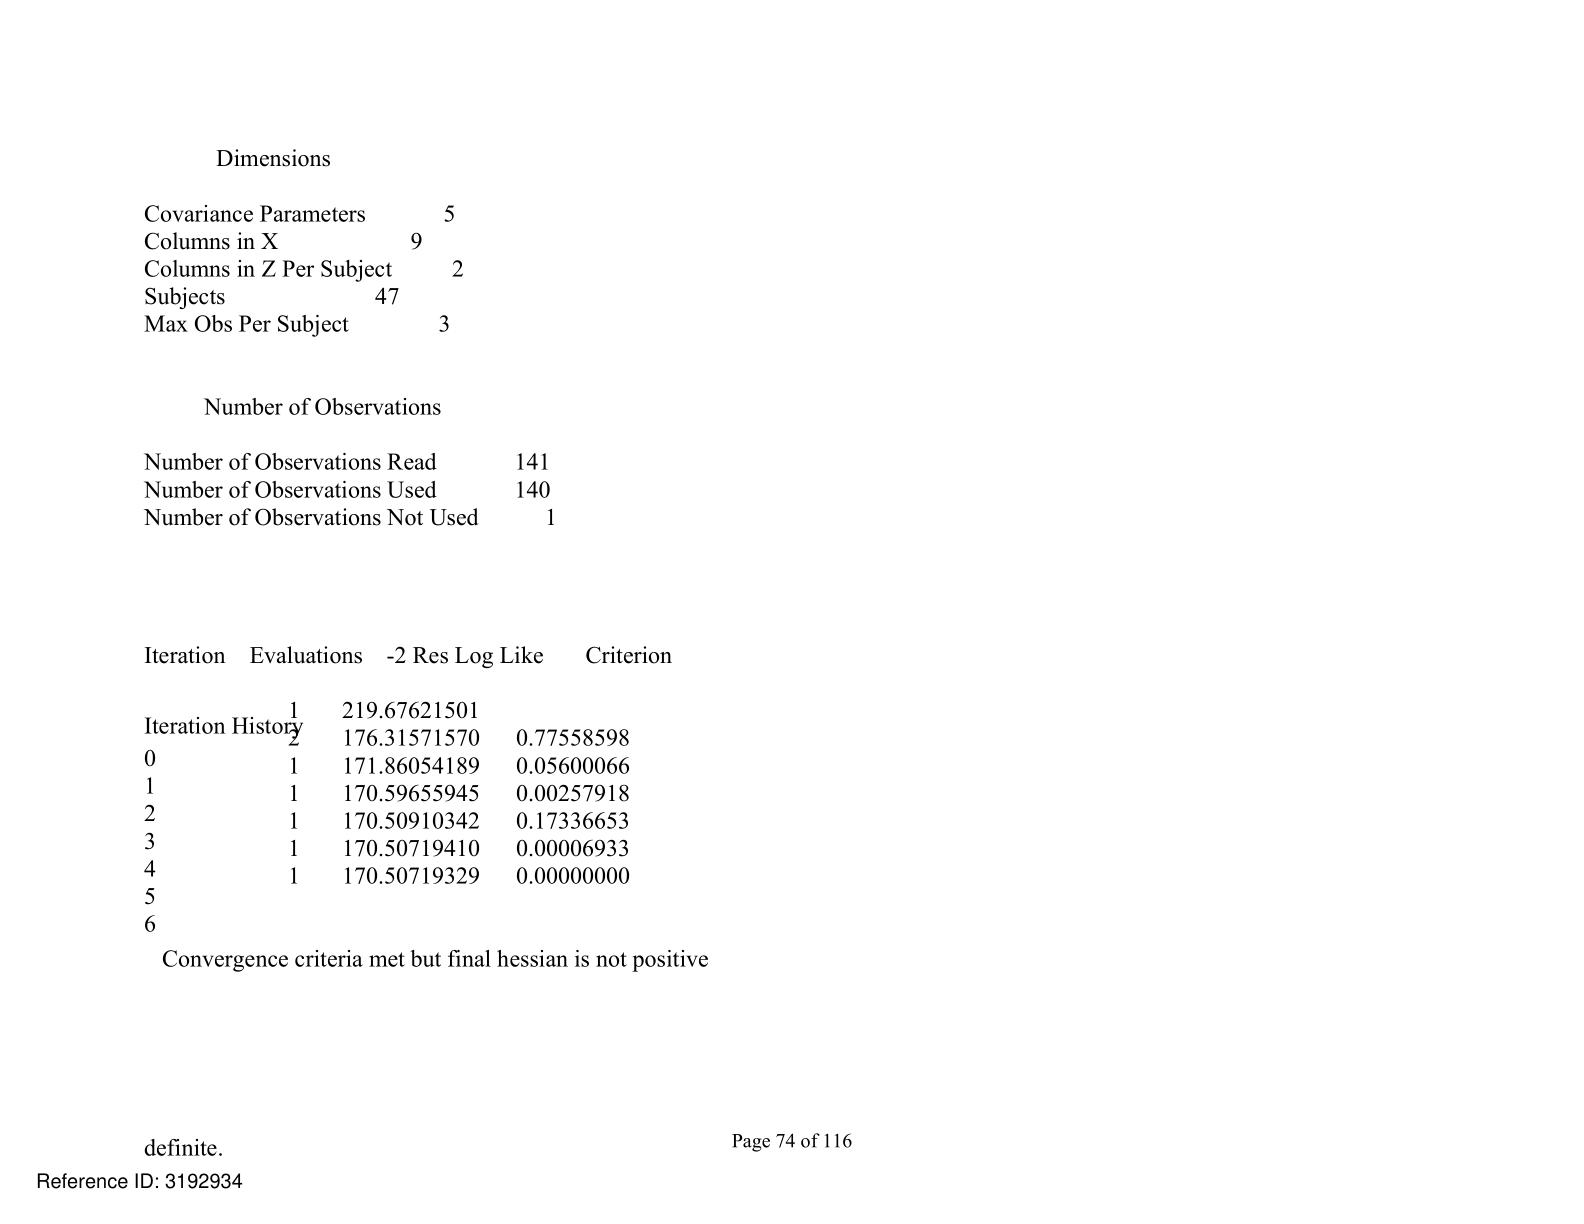 Dimensions
Covariance Parameters 5
Columns in X 9
Columns in Z Per Subject 2
Subjects 47
Max Obs Per Subject 3
Number of Observations
Number of Observations Read 141
Number of Observations Used 140
Number of Observations Not Used 1
Iteration Evaluations -2 Res Log Like Criterion
1 219.67621501
Iteration History
2 176.31571570 0.77558598
0
1 171.86054189 0.05600066
1
1 170.59655945 0.00257918
2
1 170.50910342 0.17336653
3
1 170.50719410 0.00006933
4
1 170.50719329 0.00000000
5
6
Convergence criteria met but final hessian is not positive
Page 74 of 116
definite.
Reference ID: 3192934